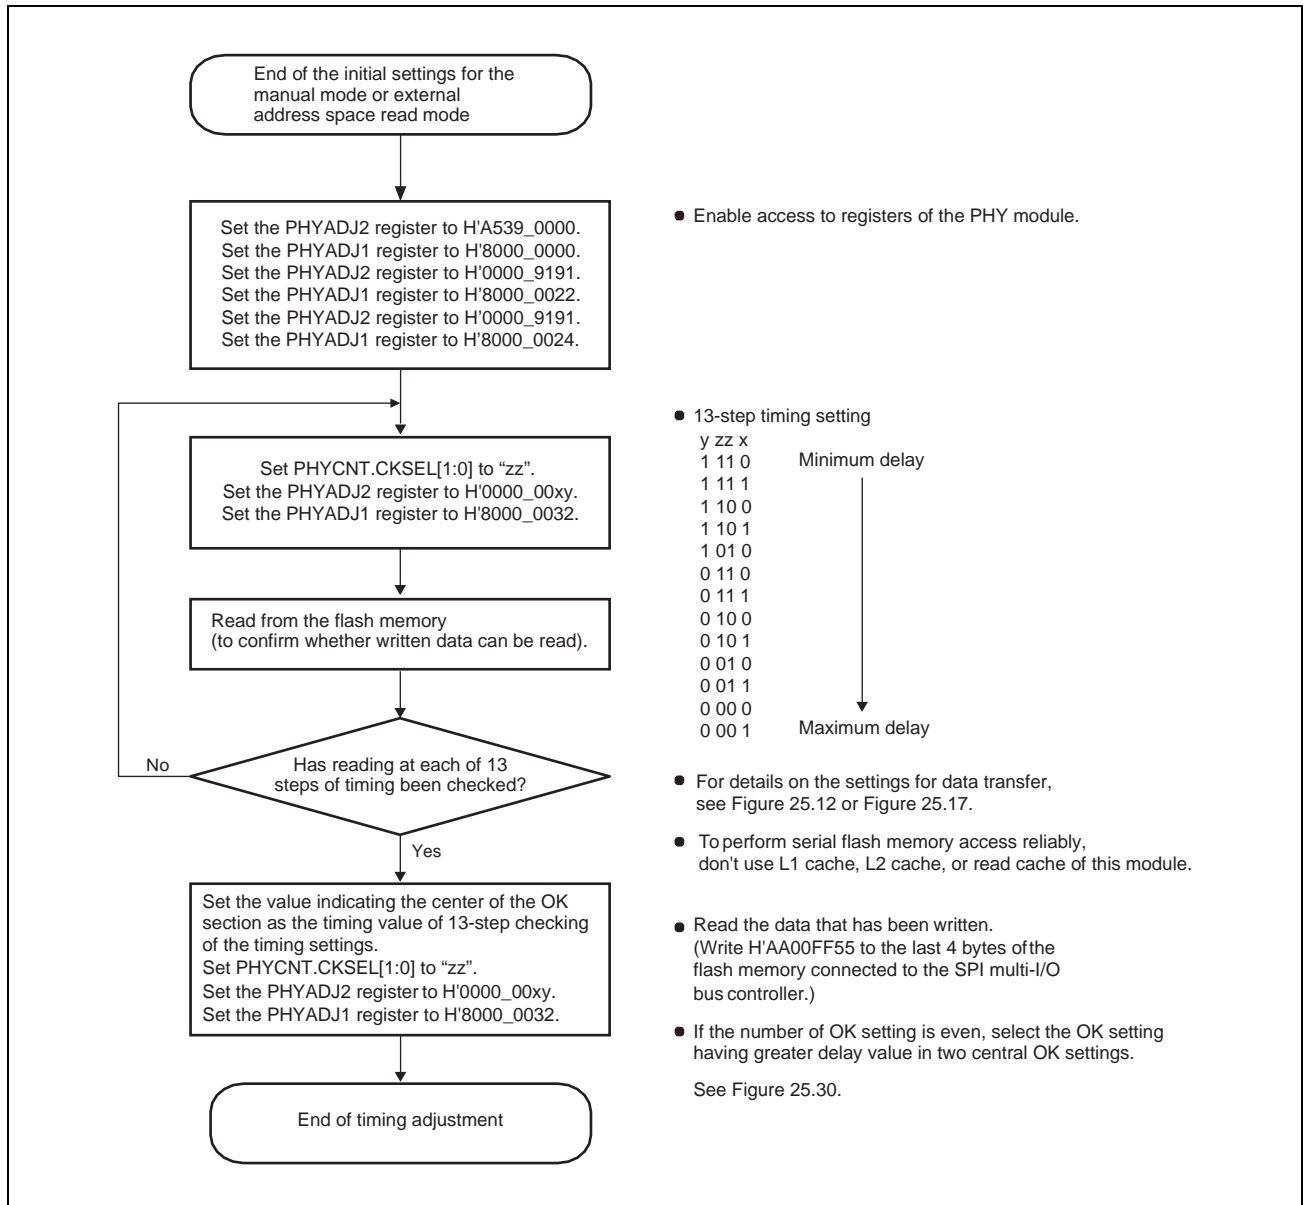 End of the initial settings for the
manual mode or external
address space read mode
Set the PHYADJ2 register to H'A539_0000.
Set the PHYADJ1 register to H'8000_0000.
Set the PHYADJ2 register to H'0000_9191.
Set the PHYADJ1 register to H'8000_0022.
Set the PHYADJ2 register to H'0000_9191.
Set the PHYADJ1 register to H'8000_0024.
● Enable access to registers of the PHY module.
Set PHYCNT.CKSEL[1:0] to “zz”.
Set the PHYADJ2 register to H'0000_00xy.
Set the PHYADJ1 register to H'8000_0032.
● 13-step timing setting
y zz x
1 11 0 Minimum delay
1 11 1
1 10 0
1 10 1
1 01 0
0 11 0
0 11 1
0 10 0
0 10 1
0 01 0
0 01 1
0 00 0
0 00 1 Maximum delay
Read from the flash memory
(to confirm whether written data can be read).
No
Has reading at each of 13
steps of timing been checked?
Yes
● For details on the settings for data transfer,
see Figure 25.12 or Figure 25.17.
● To perform serial flash memory access reliably,
don't use L1 cache, L2 cache, or read cache of this module.
Set the value indicating the center of the OK
section as the timing value of 13-step checking
of the timing settings.
Set PHYCNT.CKSEL[1:0] to “zz”.
Set the PHYADJ2 register to H'0000_00xy.
Set the PHYADJ1 register to H'8000_0032.
● Read the data that has been written.
(Write H'AA00FF55 to the last 4 bytes of the
flash memory connected to the SPI multi-I/O
bus controller.)
● If the number of OK setting is even, select the OK setting
having greater delay value in two central OK settings.
See Figure 25.30.
End of timing adjustment